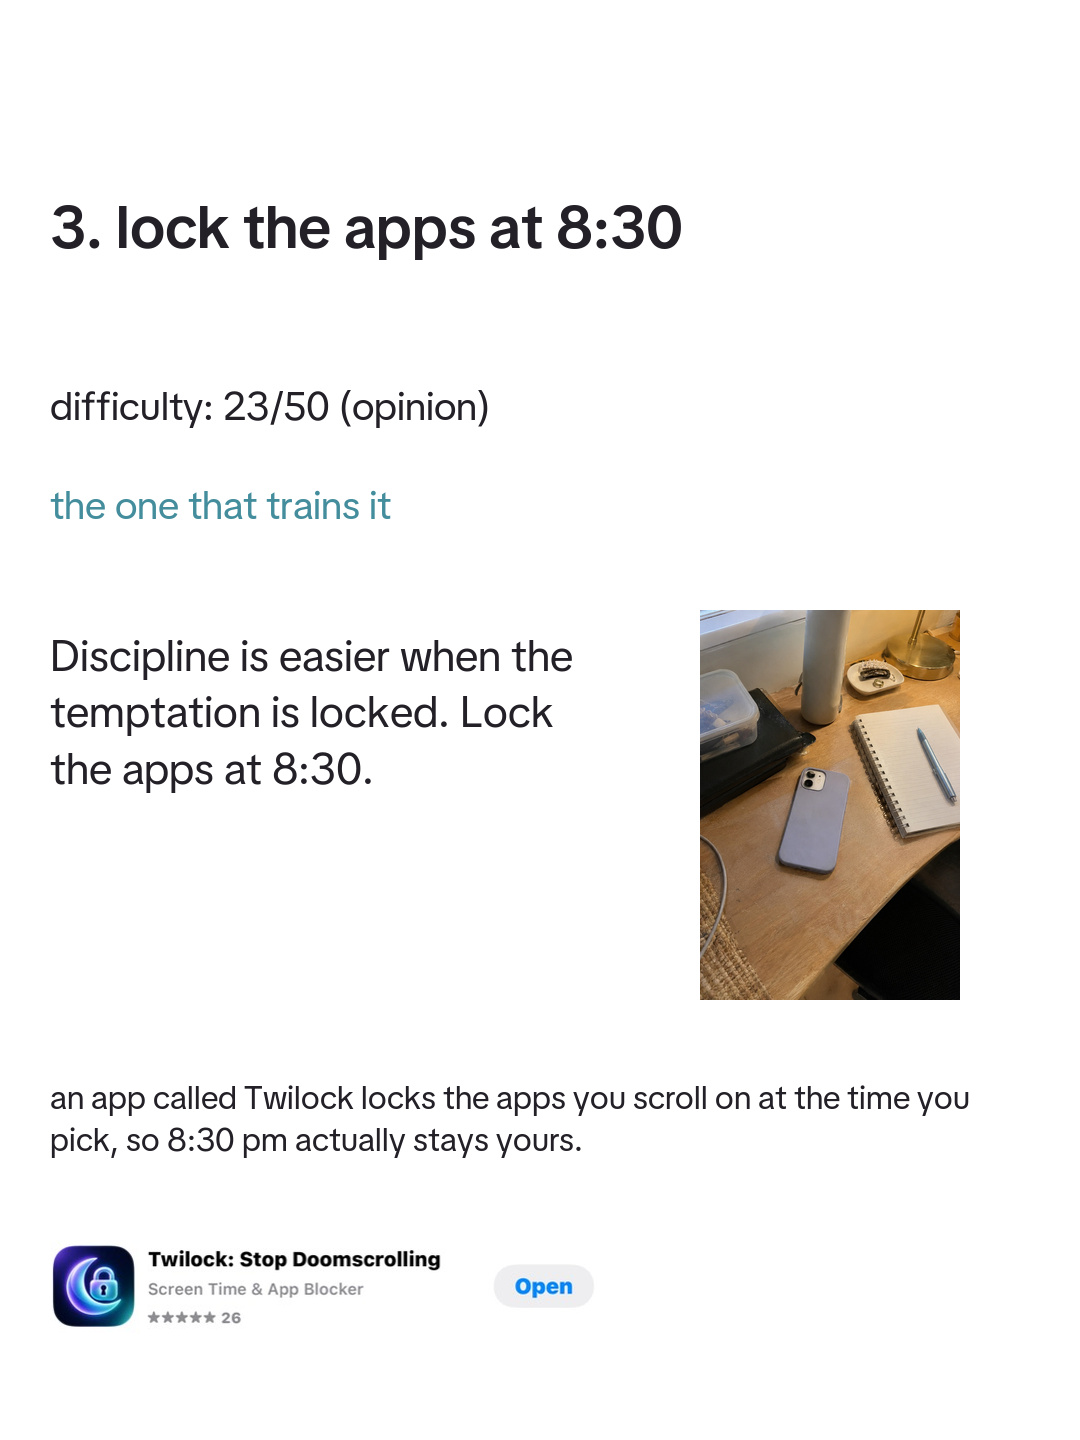 3. lock the apps at 8:30
difficulty: 23/50 (opinion)
the one that trains it
Discipline is easier when the
temptation is locked. Lock
the apps at 8:30.
an app called Twilock locks the apps you scroll on at the time you
pick, so 8:30 pm actually stays yours.
Twilock: Stop Doomscrolling
Screen Time & App Blocker
★★★★★ 26
Open